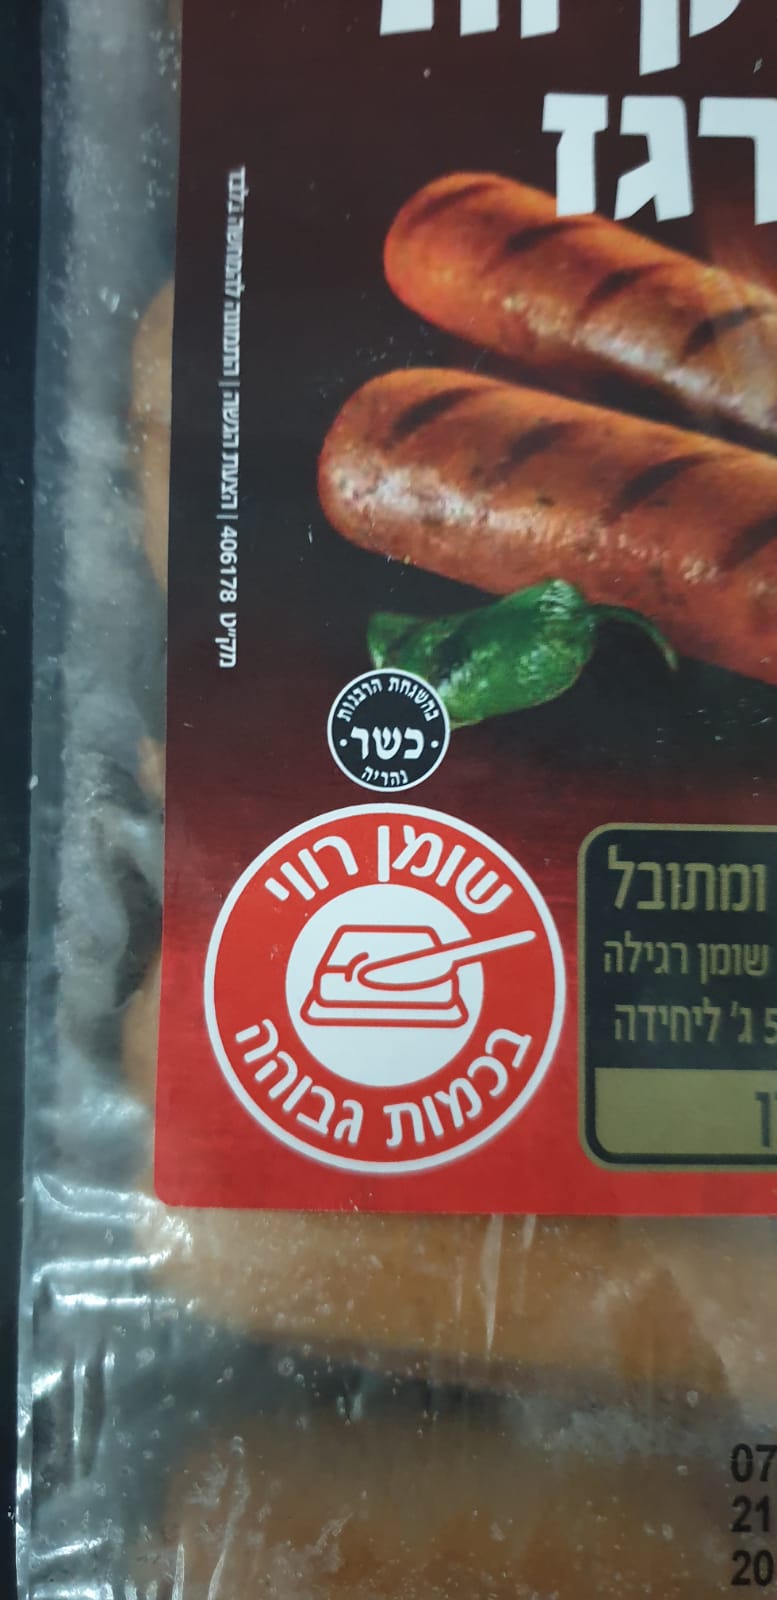 רגז
מק"ט 406178 | הצעת הגשה | התמונה להמחשה בלבד
בהשגחת הרבנות
כשר
נהריה
שומן רווי
בכמות גבוהה
ומתובל
שומן רגילה
5 ג' ליחידה
07
21
20